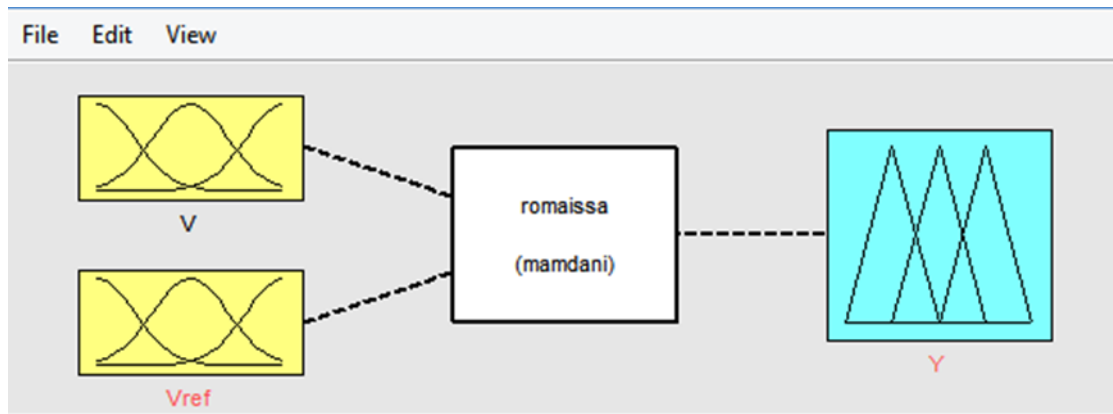 File Edit View
V
romaissa
(mamdani)
Vref
Y